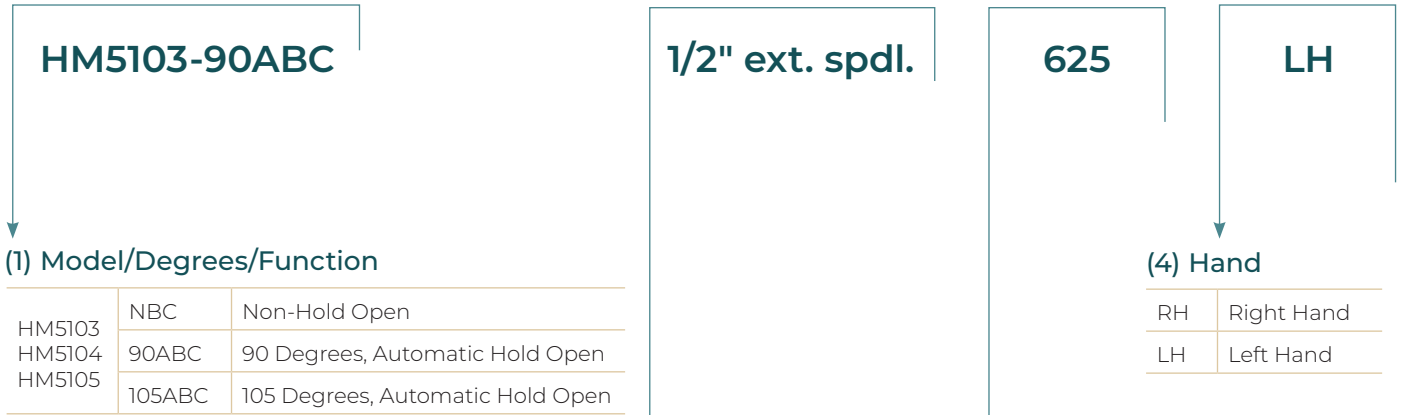 HM5103-90ABC 1/2" ext. spdl. 625 LH
(1) Model/Degrees/Function
HM5103
HM5104
HM5105
NBC Non-Hold Open
90ABC 90 Degrees, Automatic Hold Open
105ABC 105 Degrees, Automatic Hold Open
(4) Hand
RH Right Hand
LH Left Hand